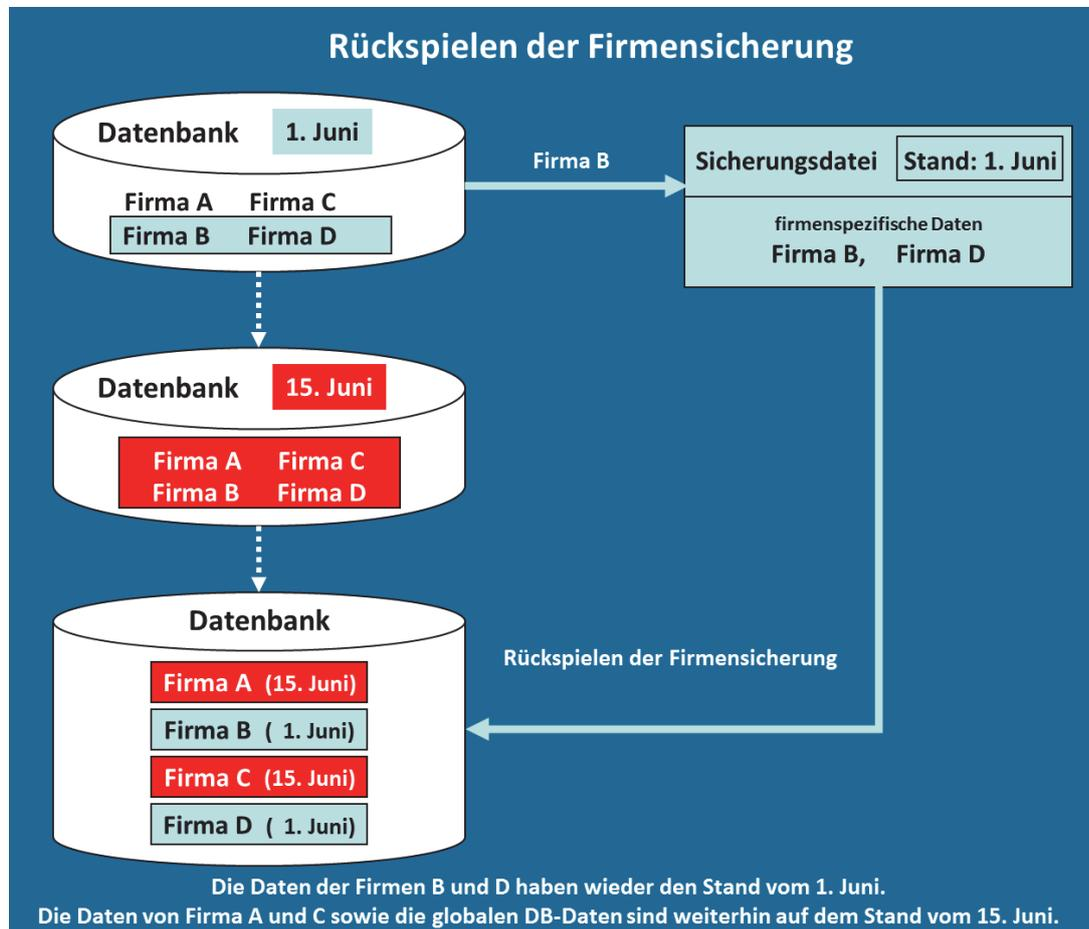 Rückspielen der Firmensicherung
Datenbank 1. Juni
Firma A Firma C
Firma B Firma D
Firma B
Sicherungsdatei Stand: 1. Juni
firmenspezifische Daten
Firma B, Firma D
Datenbank 15. Juni
Firma A Firma C
Firma B Firma D
Datenbank
Firma A (15. Juni)
Firma B ( 1. Juni)
Firma C (15. Juni)
Firma D ( 1. Juni)
Rückspielen der Firmensicherung
Die Daten der Firmen B und D haben wieder den Stand vom 1. Juni.
Die Daten von Firma A und C sowie die globalen DB-Daten sind weiterhin auf dem Stand vom 15. Juni.